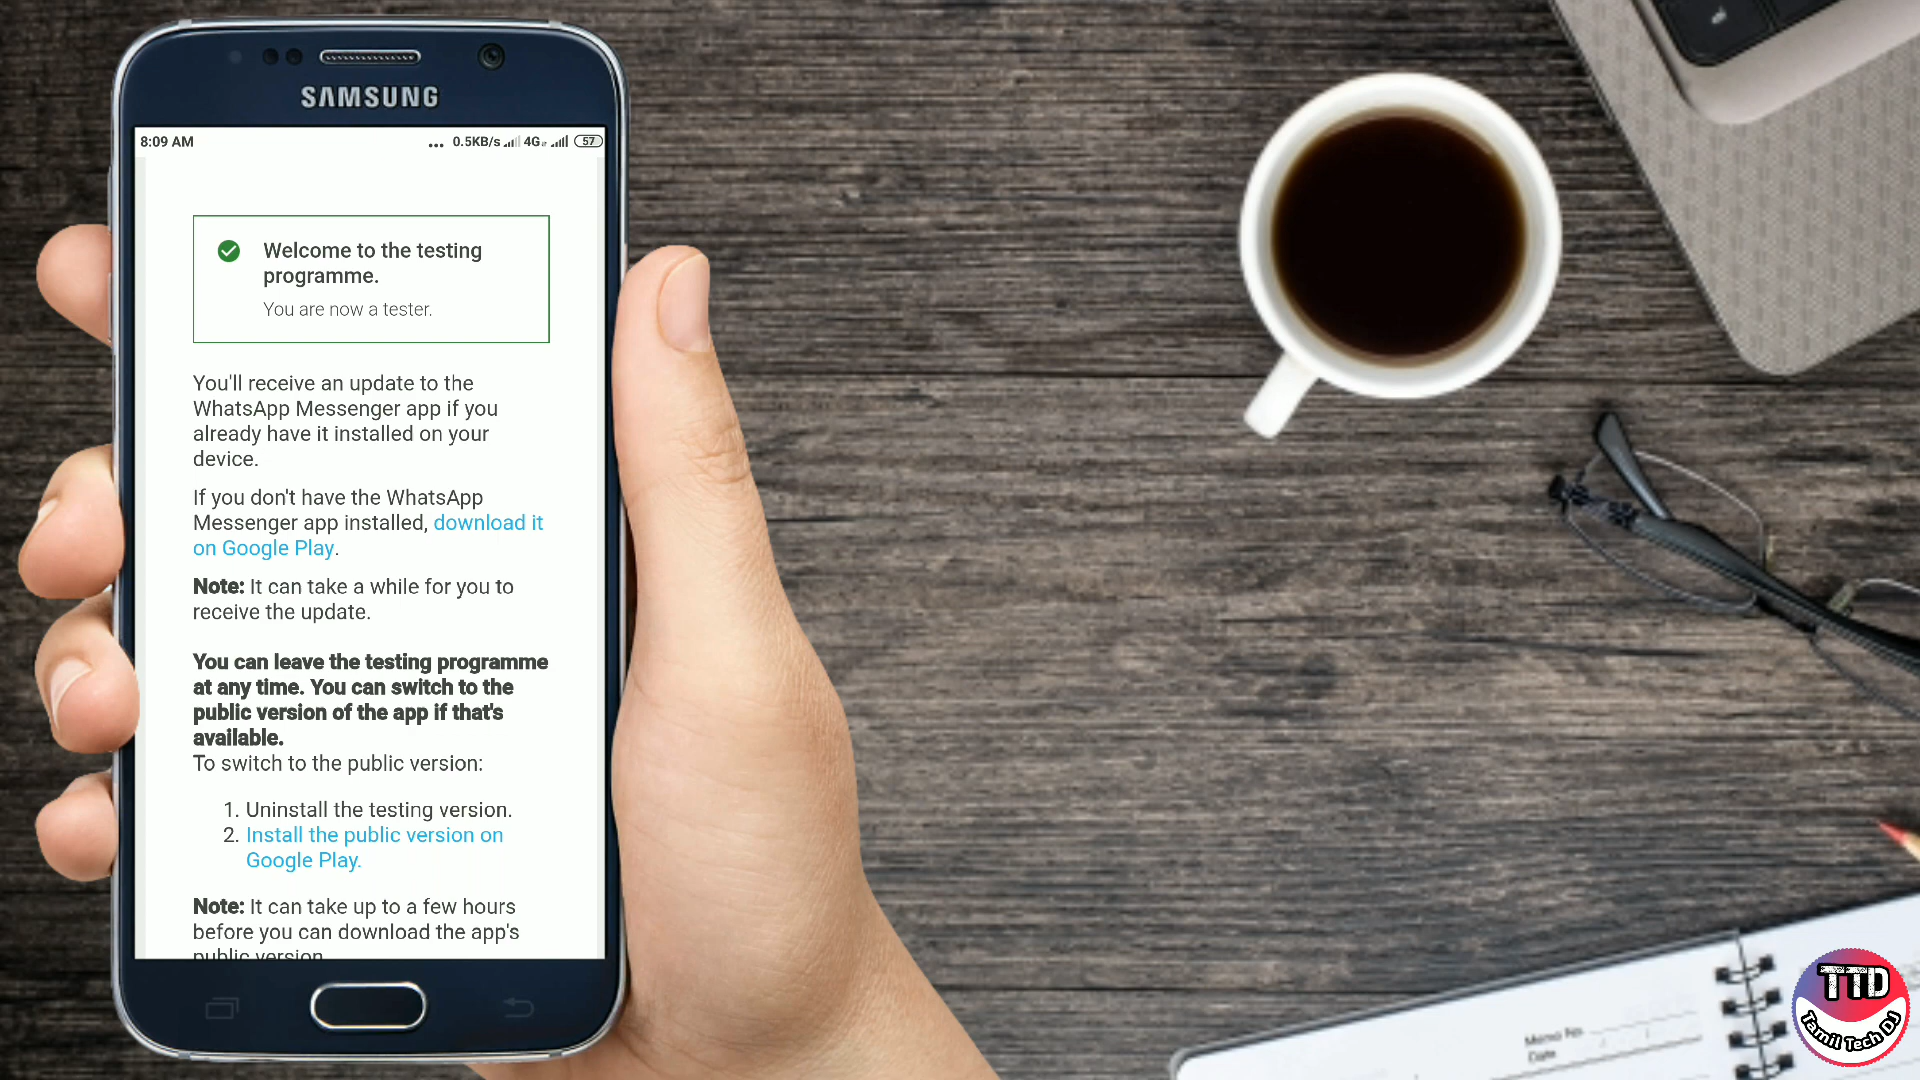 SAMSUNG
8:09 AM
... 0.5KB/s 4G 57
Welcome to the testing
programme.
You are now a tester.
You'll receive an update to the
WhatsApp Messenger app if you
already have it installed on your
device.
If you don't have the WhatsApp
Messenger app installed, download it
on Google Play.
Note: It can take a while for you to
receive the update.
You can leave the testing programme
at any time. You can switch to the
public version of the app if that's
available.
To switch to the public version:
1. Uninstall the testing version.
2. Install the public version on
Google Play.
Note: It can take up to a few hours
before you can download the app's
public version
Memo No.
Date
TTD
Tamil Tech DJ